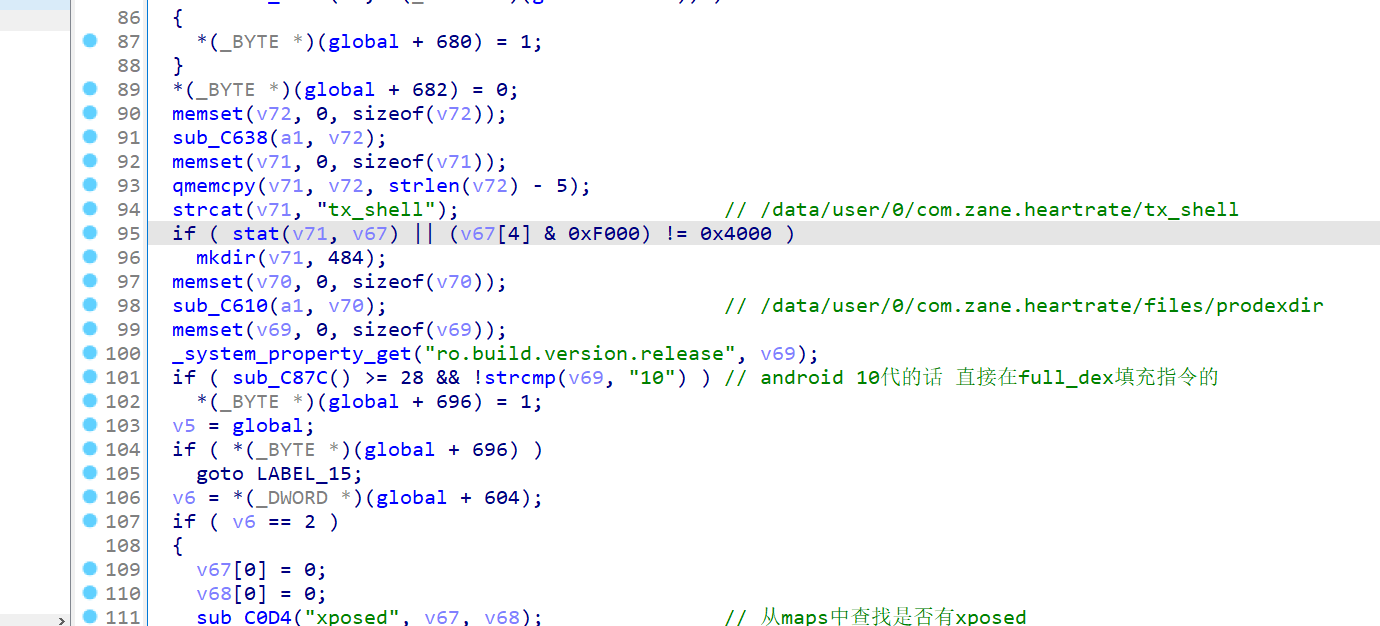 86 {
87 *(_BYTE *)(global + 680) = 1;
88 }
89 *(_BYTE *)(global + 682) = 0;
90 memset(v72, 0, sizeof(v72));
91 sub_C638(a1, v72);
92 memset(v71, 0, sizeof(v71));
93 qmemcpy(v71, v72, strlen(v72) - 5);
94 strcat(v71, "tx_shell"); // /data/user/0/com.zane.heartrate/tx_shell
95 if ( stat(v71, v67) || (v67[4] & 0xF000) != 0x4000 )
96 mkdir(v71, 484);
97 memset(v70, 0, sizeof(v70));
98 sub_C610(a1, v70); // /data/user/0/com.zane.heartrate/files/prodexdir
99 memset(v69, 0, sizeof(v69));
100 _system_property_get("ro.build.version.release", v69);
101 if ( sub_C87C() >= 28 && !strcmp(v69, "10") ) // android 10代的话 直接在full_dex填充指令的
102 *(_BYTE *)(global + 696) = 1;
103 v5 = global;
104 if ( *(_BYTE *)(global + 696) )
105 goto LABEL_15;
106 v6 = *(_DWORD *)(global + 604);
107 if ( v6 == 2 )
108 {
109 v67[0] = 0;
110 v68[0] = 0;
111 sub_C0D4("xposed", v67, v68); // 从maps中查找是否有xposed